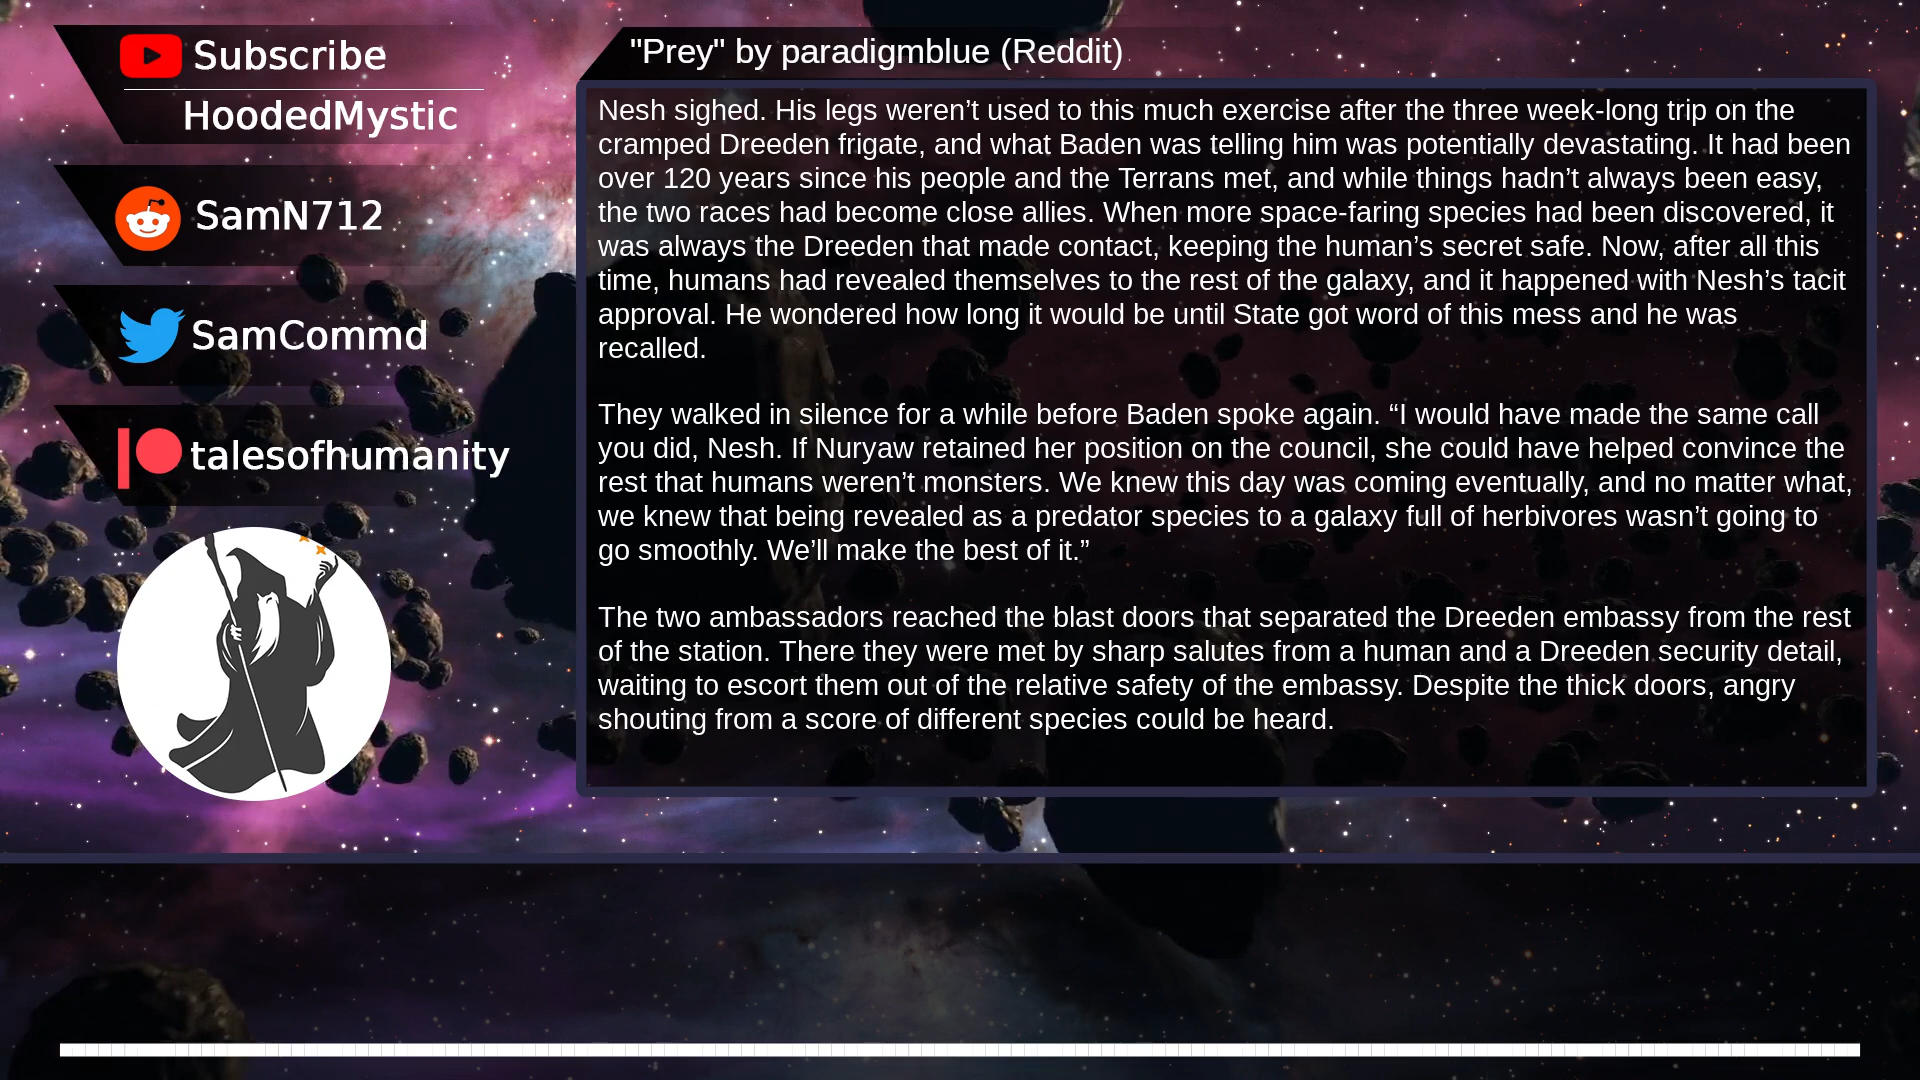 Subscribe
HoodedMystic
SamN712
SamCommd
talesofhumanity
"Prey" by paradigmblue (Reddit)
Nesh sighed. His legs weren’t used to this much exercise after the three week-long trip on the
cramped Dreeden frigate, and what Baden was telling him was potentially devastating. It had been
over 120 years since his people and the Terrans met, and while things hadn’t always been easy,
the two races had become close allies. When more space-faring species had been discovered, it
was always the Dreeden that made contact, keeping the human’s secret safe. Now, after all this
time, humans had revealed themselves to the rest of the galaxy, and it happened with Nesh’s tacit
approval. He wondered how long it would be until State got word of this mess and he was
recalled.
They walked in silence for a while before Baden spoke again. “I would have made the same call
you did, Nesh. If Nuryaw retained her position on the council, she could have helped convince the
rest that humans weren’t monsters. We knew this day was coming eventually, and no matter what,
we knew that being revealed as a predator species to a galaxy full of herbivores wasn’t going to
go smoothly. We’ll make the best of it.”
The two ambassadors reached the blast doors that separated the Dreeden embassy from the rest
of the station. There they were met by sharp salutes from a human and a Dreeden security detail,
waiting to escort them out of the relative safety of the embassy. Despite the thick doors, angry
shouting from a score of different species could be heard.